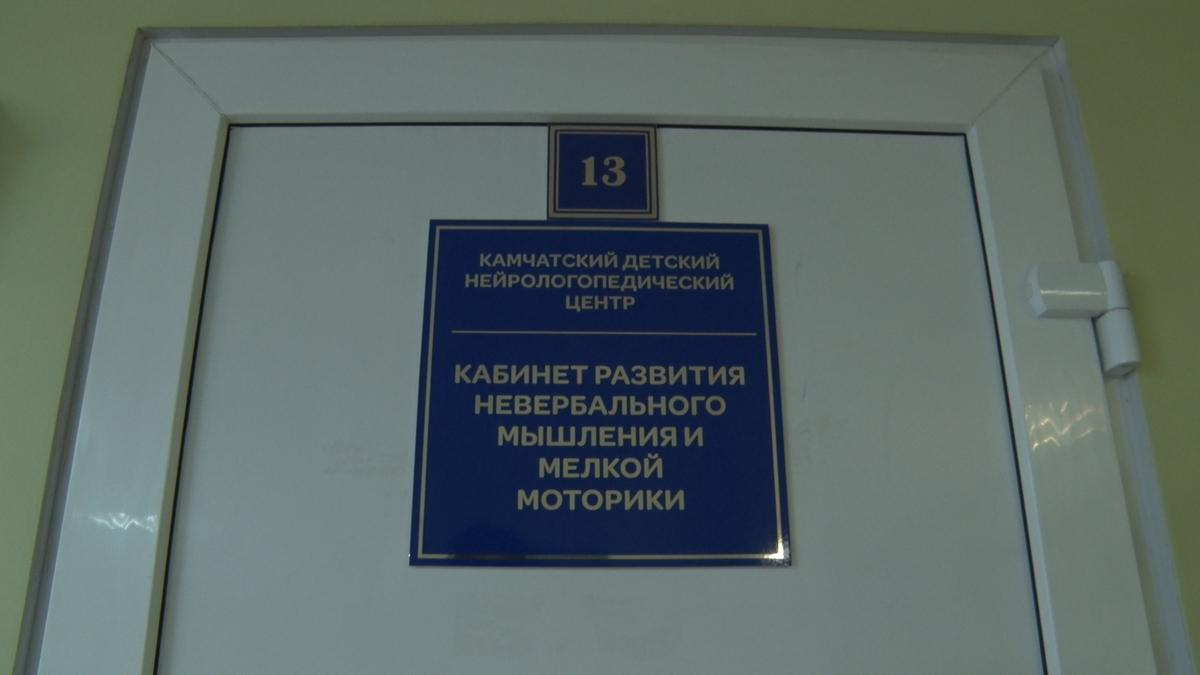 13
КАМЧАТСКИЙ ДЕТСКИЙ
НЕЙРОЛОГОПЕДИЧЕСКИЙ
ЦЕНТР
КАБИНЕТ РАЗВИТИЯ
НЕВЕРБАЛЬНОГО
МЫШЛЕНИЯ И
МЕЛКОЙ
МОТОРИКИ